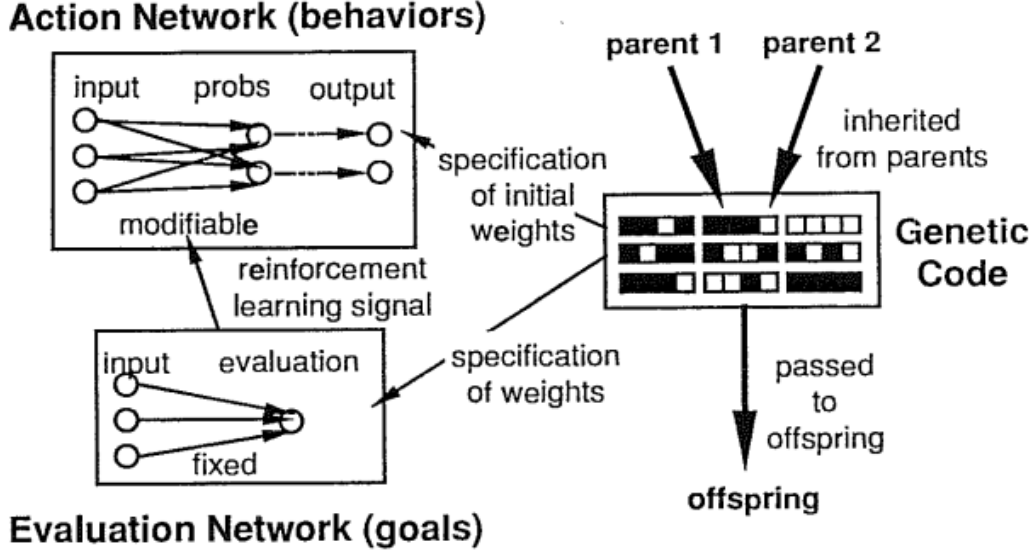 Action Network (behaviors)
input probs output
modifiable
reinforcement
learning signal
input evaluation
fixed
Evaluation Network (goals)
specification
of initial
weights
specification
of weights
parent 1 parent 2
inherited
from parents
Genetic
Code
passed
to
offspring
offspring